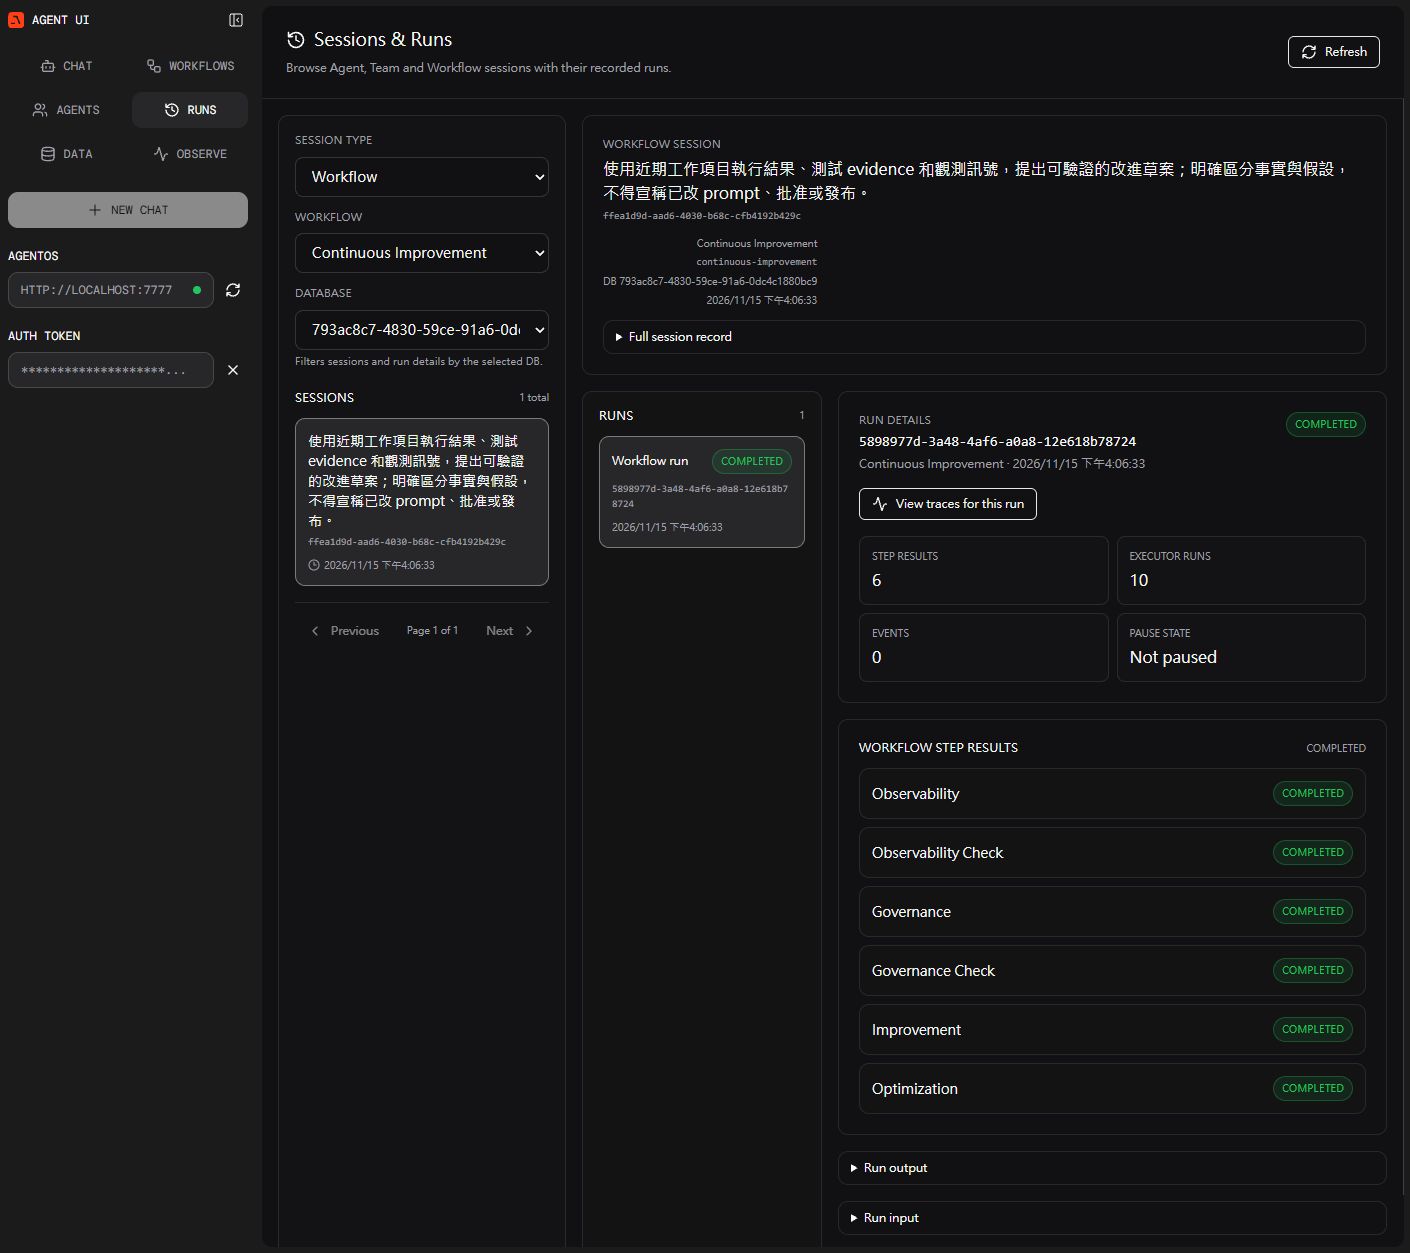 AGENT UI
CHAT
WORKFLOWS
AGENTS
RUNS
DATA
OBSERVE
NEW CHAT
AGENTOS
HTTP://LOCALHOST:7777
AUTH TOKEN
********************...
Sessions & Runs
Browse Agent, Team and Workflow sessions with their recorded runs.
Refresh
SESSION TYPE
Workflow
WORKFLOW
Continuous Improvement
DATABASE
793ac8c7-4830-59ce-91a6-0d
Filters sessions and run details by the selected DB.
SESSIONS
1 total
使用近期工作項目執行結果、測試
evidence 和觀測訊號，提出可驗證
的改進草案；明確區分事實與假設，
不得宣稱已改 prompt、批准或發
布。
ffea1d9d-aad6-4030-b68c-cfb4192b429c
2026/11/15 下午4:06:33
Previous
Page 1 of 1
Next
WORKFLOW SESSION
使用近期工作項目執行結果、測試 evidence 和觀測訊號，提出可驗證的改進草案；明確區分事實與假設，
不得宣稱已改 prompt、批准或發布。
ffea1d9d-aad6-4030-b68c-cfb4192b429c
Continuous Improvement
continuous-improvement
DB 793ac8c7-4830-59ce-91a6-0dc4c1880bc9
2026/11/15 下午4:06:33
Full session record
RUNS
1
Workflow run
COMPLETED
5898977d-3a48-4af6-a0a8-12e618b7
8724
2026/11/15 下午4:06:33
RUN DETAILS
COMPLETED
5898977d-3a48-4af6-a0a8-12e618b78724
Continuous Improvement · 2026/11/15 下午4:06:33
View traces for this run
STEP RESULTS
6
EXECUTOR RUNS
10
EVENTS
0
PAUSE STATE
Not paused
WORKFLOW STEP RESULTS
COMPLETED
Observability
COMPLETED
Observability Check
COMPLETED
Governance
COMPLETED
Governance Check
COMPLETED
Improvement
COMPLETED
Optimization
COMPLETED
Run output
Run input